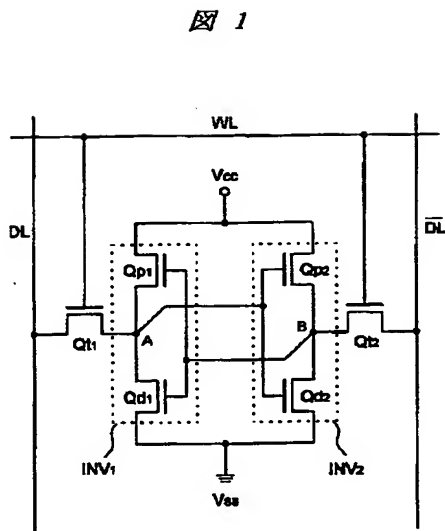 図 1
WL
Vcc
DL
DL
Qp1
Qp2
A
B
Qt1
Qt2
Qd1
Qd2
INV1
INV2
Vss